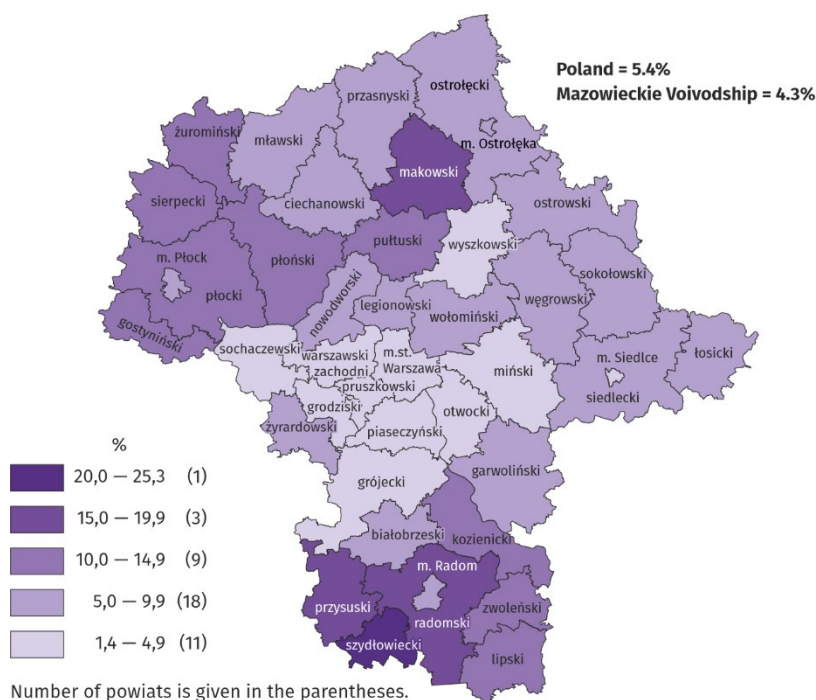 Poland = 5.4%
Mazowieckie Voivodship = 4.3%
ostrołęcki
przasnyski
żuromiński
mławski
m. Ostrołęka
makowski
sierpecki
ciechanowski
ostrowski
pułtuski
wyszkowski
płoński
m. Płock
sokołowski
płocki
nowodworski
legionowski
węgrowski
wołomiński
gostyniński
sochaczewski
warszawski
zachodni
m.st.
Warszawa
m. Siedlce
łosicki
miński
pruszkowski
siedlecki
grodziski
otwocki
żyrardowski
piaseczyński
garwoliński
grójecki
białobrzeski
kozienicki
m. Radom
przysuski
zwoleński
radomski
szydłowiecki
lipski
%
20,0 — 25,3 (1)
15,0 — 19,9 (3)
10,0 — 14,9 (9)
5,0 — 9,9 (18)
1,4 — 4,9 (11)
Number of powiats is given in the parentheses.